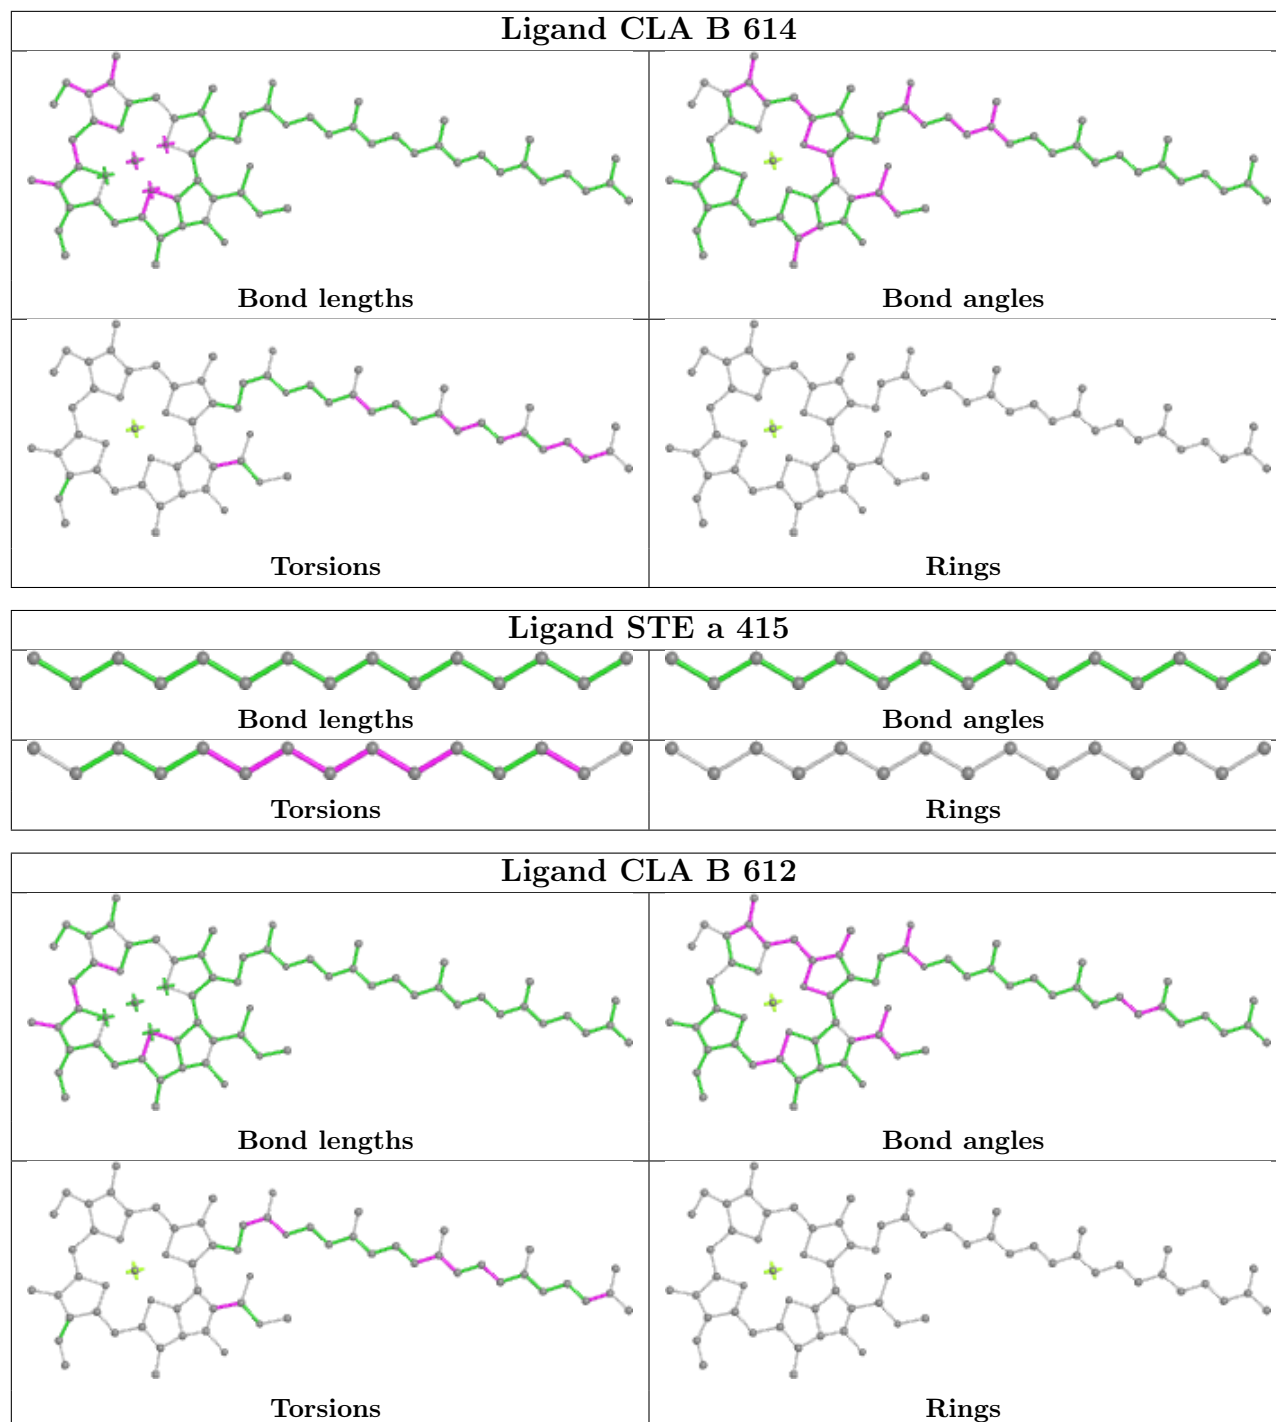 Ligand CLA B 614
Bond lengths Bond angles
Torsions Rings
Ligand STE a 415
Bond lengths Bond angles
Torsions Rings
Ligand CLA B 612
Bond lengths Bond angles
Torsions Rings